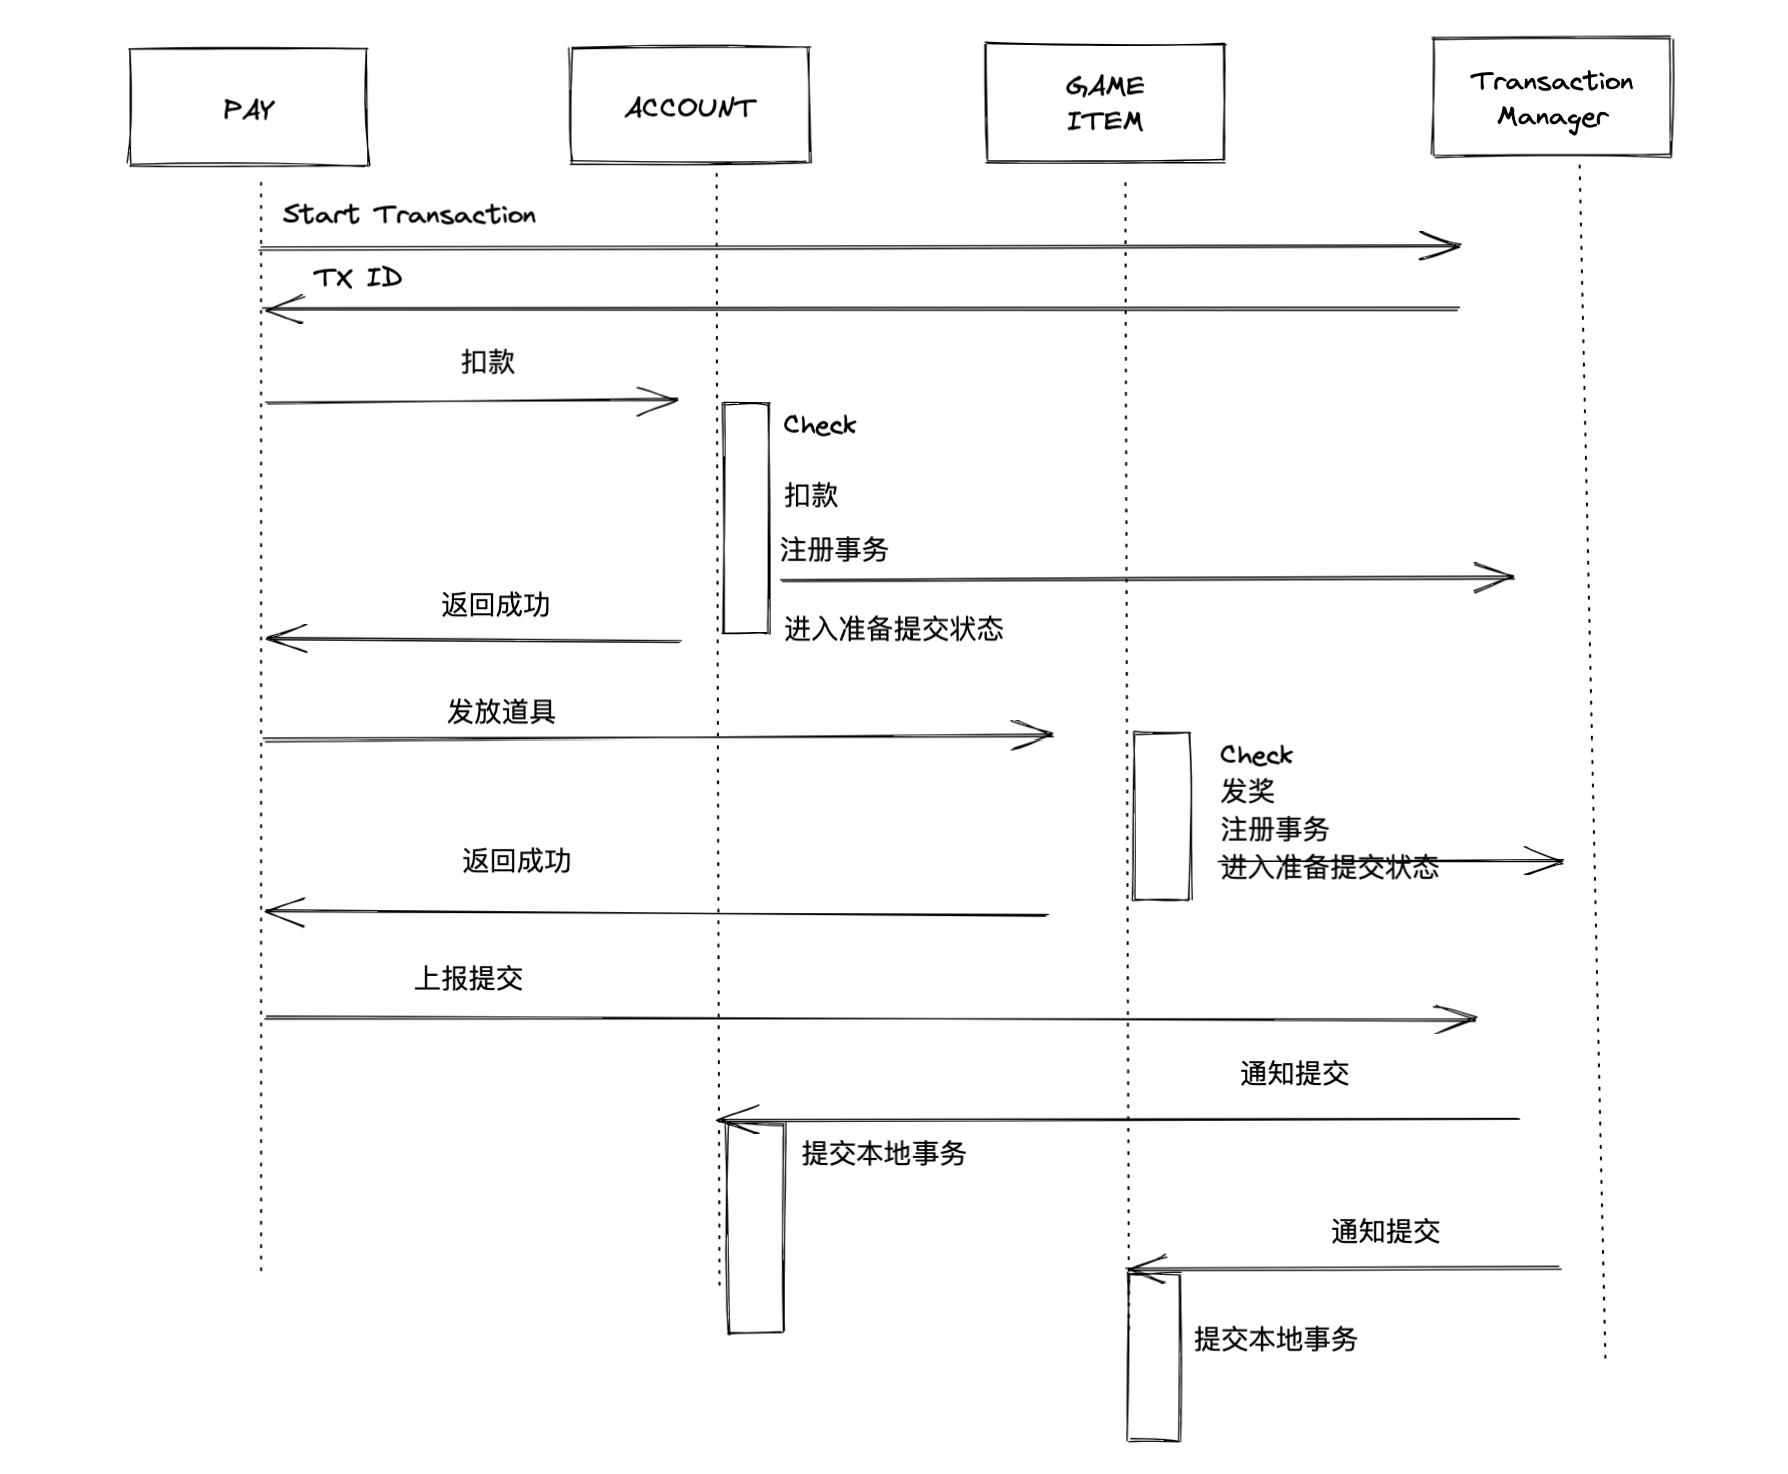 PAY
ACCOUNT
GAME
ITEM
Transaction
Manager
Start Transaction
TX ID
扣款
Check
扣款
注册事务
返回成功
进入准备提交状态
发放道具
Check
发奖
注册事务
进入准备提交状态
返回成功
上报提交
通知提交
提交本地事务
通知提交
提交本地事务